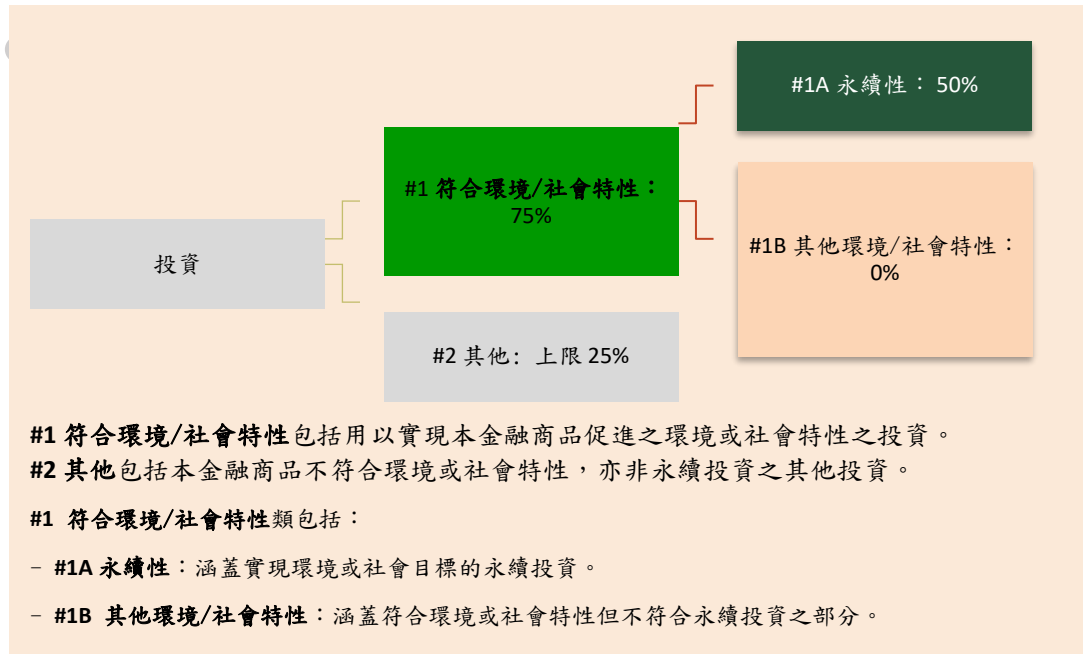 #1A 永續性： 50%
#1 符合環境/社會特性：
75%
#1B 其他環境/社會特性：
0%
投資
#2 其他: 上限 25%
#1 符合環境/社會特性包括用以實現本金融商品促進之環境或社會特性之投資。
#2 其他包括本金融商品不符合環境或社會特性，亦非永續投資之其他投資。
#1 符合環境/社會特性類包括：
- #1A 永續性：涵蓋實現環境或社會目標的永續投資。
- #1B 其他環境/社會特性：涵蓋符合環境或社會特性但不符合永續投資之部分。